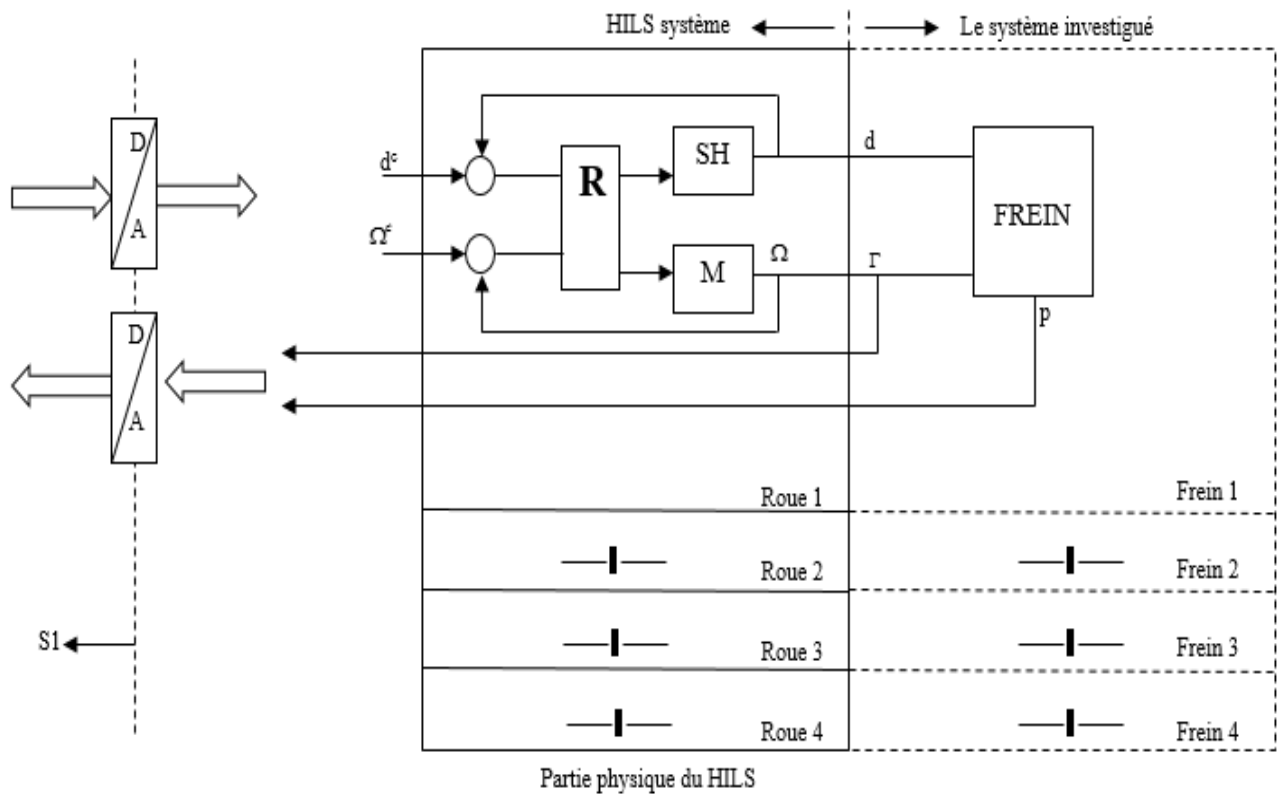 HILS système
Le système investigué
D
A
dᶜ
R
SH
d
FREIN
Ωᶜ
M
Ω
Γ
p
D
A
Roue 1
Frein 1
Roue 2
Frein 2
S1
Roue 3
Frein 3
Roue 4
Frein 4
Partie physique du HILS